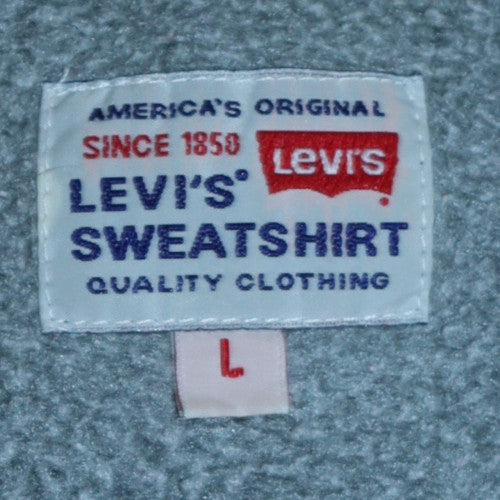 AMERICA'S ORIGINAL
SINCE 1850
Levi's
LEVI'S
SWEATSHIRT
QUALITY CLOTHING
L